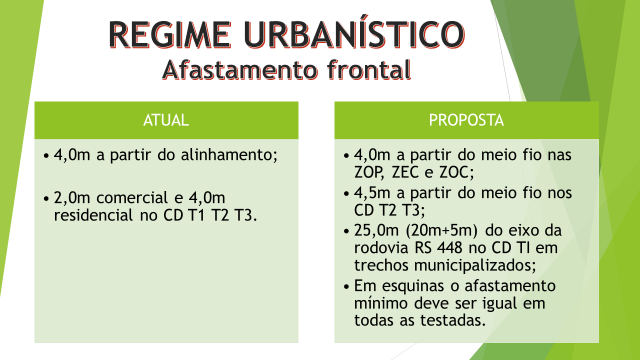 REGIME URBANÍSTICO
Afastamento frontal
ATUAL
• 4,0m a partir do alinhamento;
• 2,0m comercial e 4,0m
residencial no CD T1 T2 T3.
PROPOSTA
• 4,0m a partir do meio fio nas
ZOP, ZEC e ZOC;
• 4,5m a partir do meio fio nos
CD T2 T3;
• 25,0m (20m+5m) do eixo da
rodovia RS 448 no CD TI em
trechos municipalizados;
• Em esquinas o afastamento
mínimo deve ser igual em
todas as testadas.